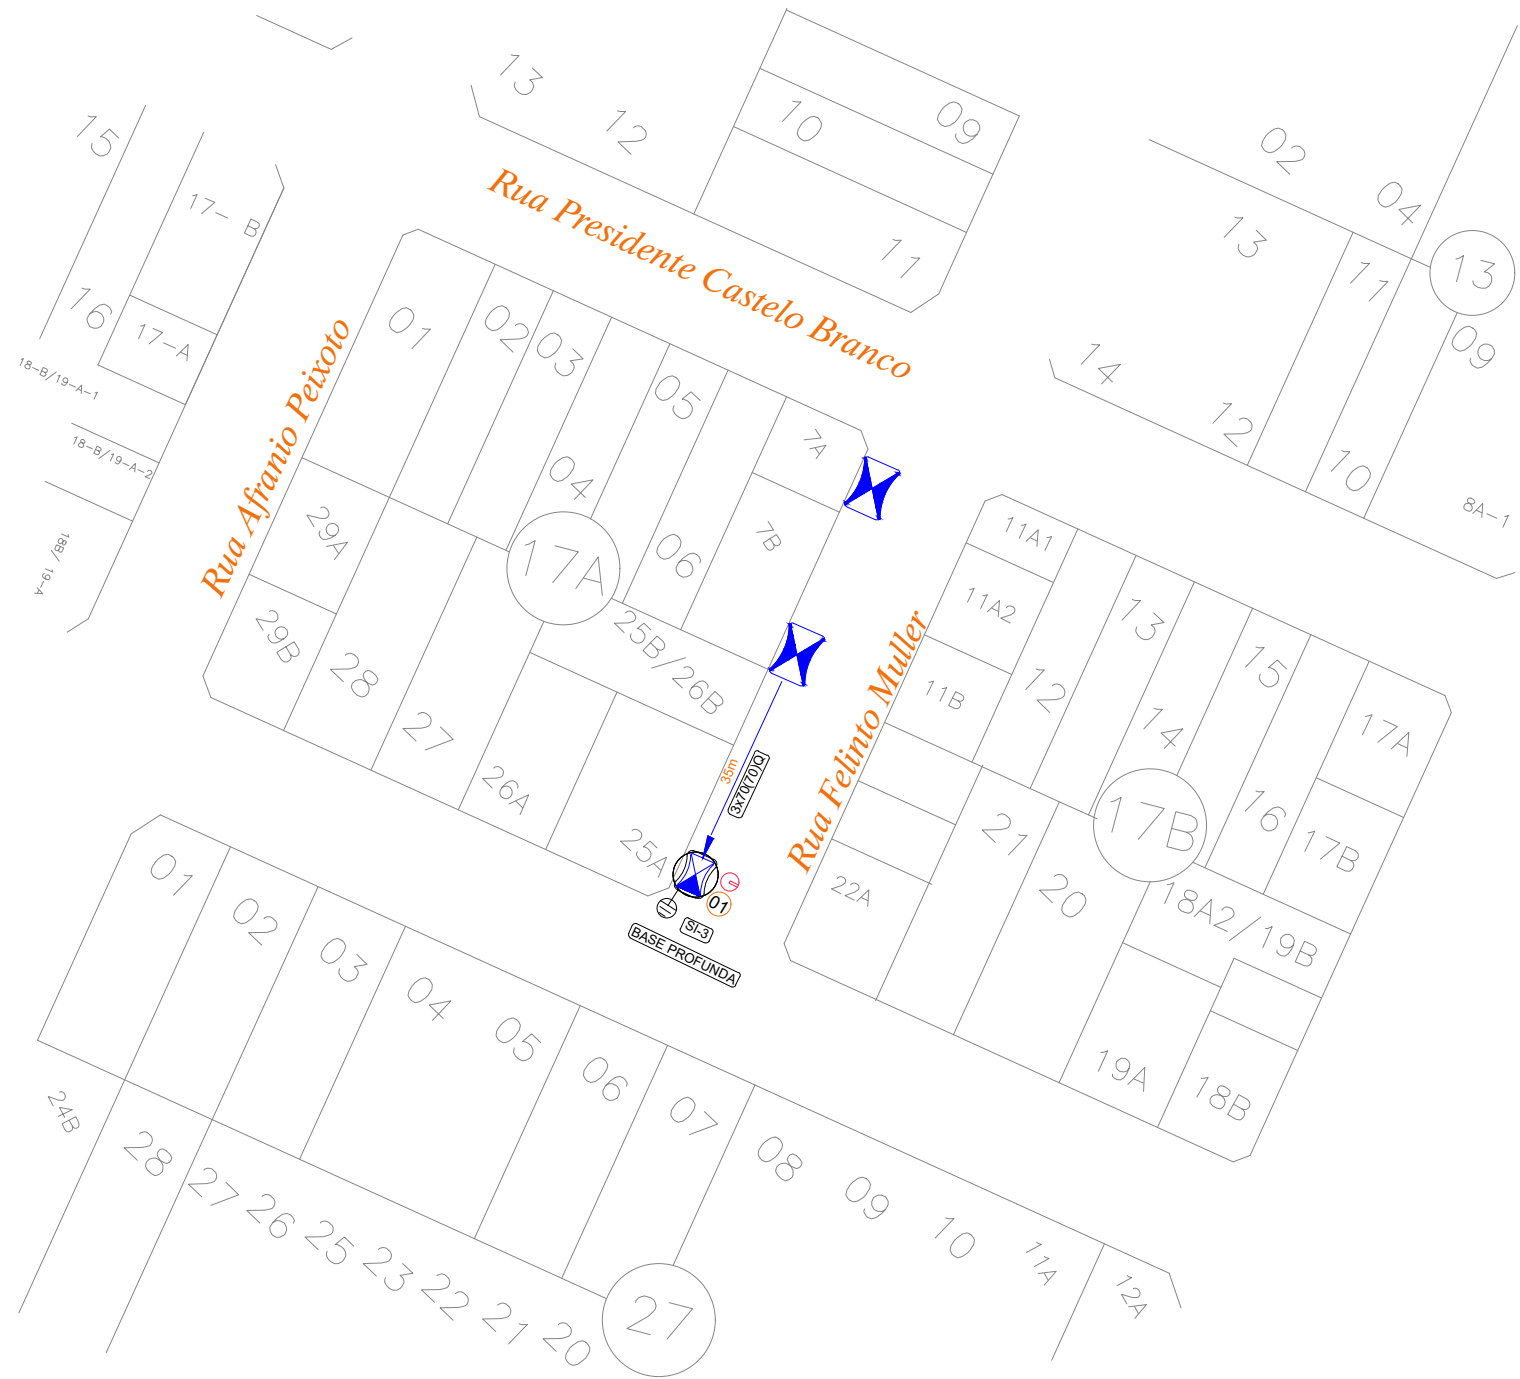 13
12
10
09
11
02
04
13
11
13
09
14
12
10
8A-1
15
16
17- B
17-A
18-B/19-A-1
18-B/19-A-2
18B/ 19-A
Rua Presidente Castelo Branco
Rua Afranio Peixoto
Rua Felinto Muller
01
02
03
04
05
06
7A
7B
17A
29A
29B
28
27
26A
25B/26B
25A
35m
3x70(70)Q
01
SI-3
BASE PROFUNDA
11A1
11A2
11B
12
13
14
15
16
17A
17B
17B
18A2/19B
18B
19A
20
21
22A
01
02
03
04
05
06
07
08
09
10
11A
12A
24B
28
27
26
25
23
22
21
20
27